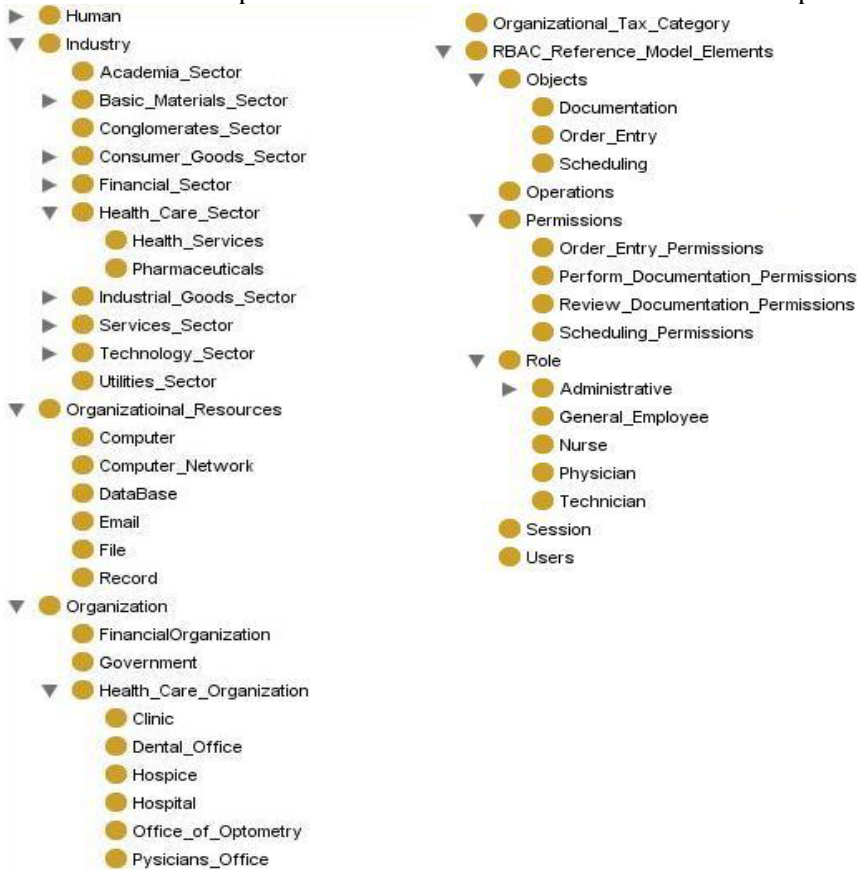 Human
Industry
Academia_Sector
Basic_Materials_Sector
Conglomerates_Sector
Consumer_Goods_Sector
Financial_Sector
Health_Care_Sector
Health_Services
Pharmaceuticals
Industrial_Goods_Sector
Services_Sector
Technology_Sector
Utilities_Sector
Organizatioinal_Resources
Computer
Computer_Network
DataBase
Email
File
Record
Organization
FinancialOrganization
Government
Health_Care_Organization
Clinic
Dental_Office
Hospice
Hospital
Office_of_Optometry
Pysicians_Office
Organizational_Tax_Category
RBAC_Reference_Model_Elements
Objects
Documentation
Order_Entry
Scheduling
Operations
Permissions
Order_Entry_Permissions
Perform_Documentation_Permissions
Review_Documentation_Permissions
Scheduling_Permissions
Role
Administrative
General_Employee
Nurse
Physician
Technician
Session
Users